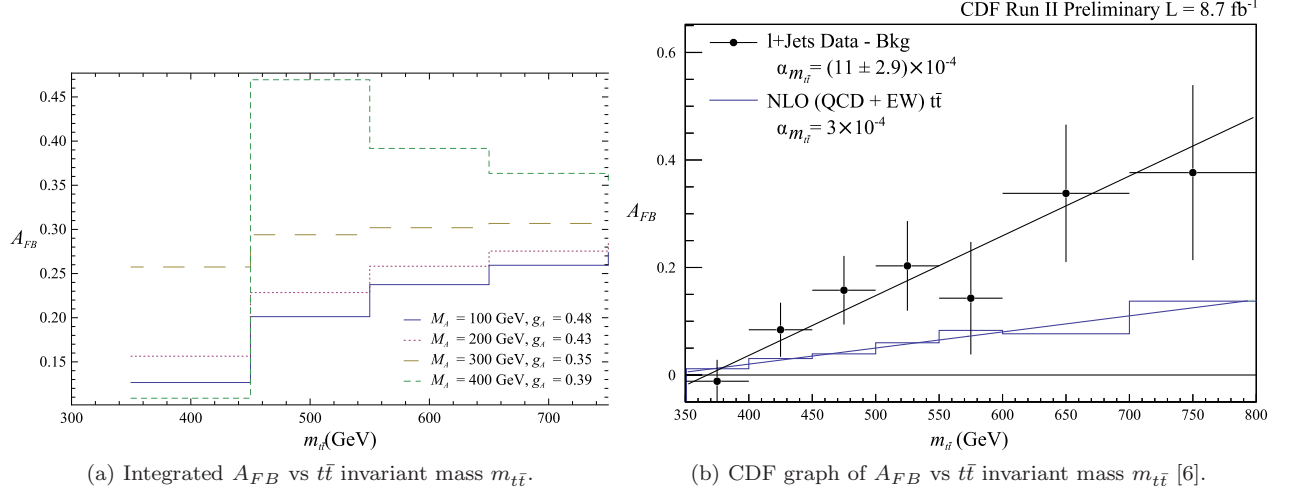 CDF Run II Preliminary L = 8.7 fb-1
0.45
0.40
0.35
0.30
0.25
0.20
0.15
A_FB
M_A = 100 GeV, g_A = 0.48
M_A = 200 GeV, g_A = 0.43
M_A = 300 GeV, g_A = 0.35
M_A = 400 GeV, g_A = 0.39
300 400 500 600 700
m_tt̄(GeV)
(a) Integrated A_FB vs tt̄ invariant mass m_tt̄.
l+Jets Data - Bkg
α_m_tt̄ = (11 ± 2.9)×10-4
NLO (QCD + EW) tt̄
α_m_tt̄ = 3×10-4
0.6
0.4
0.2
0
A_FB
350 400 450 500 550 600 650 700 750 800
m_tt̄ (GeV)
(b) CDF graph of A_FB vs tt̄ invariant mass m_tt̄ [6].